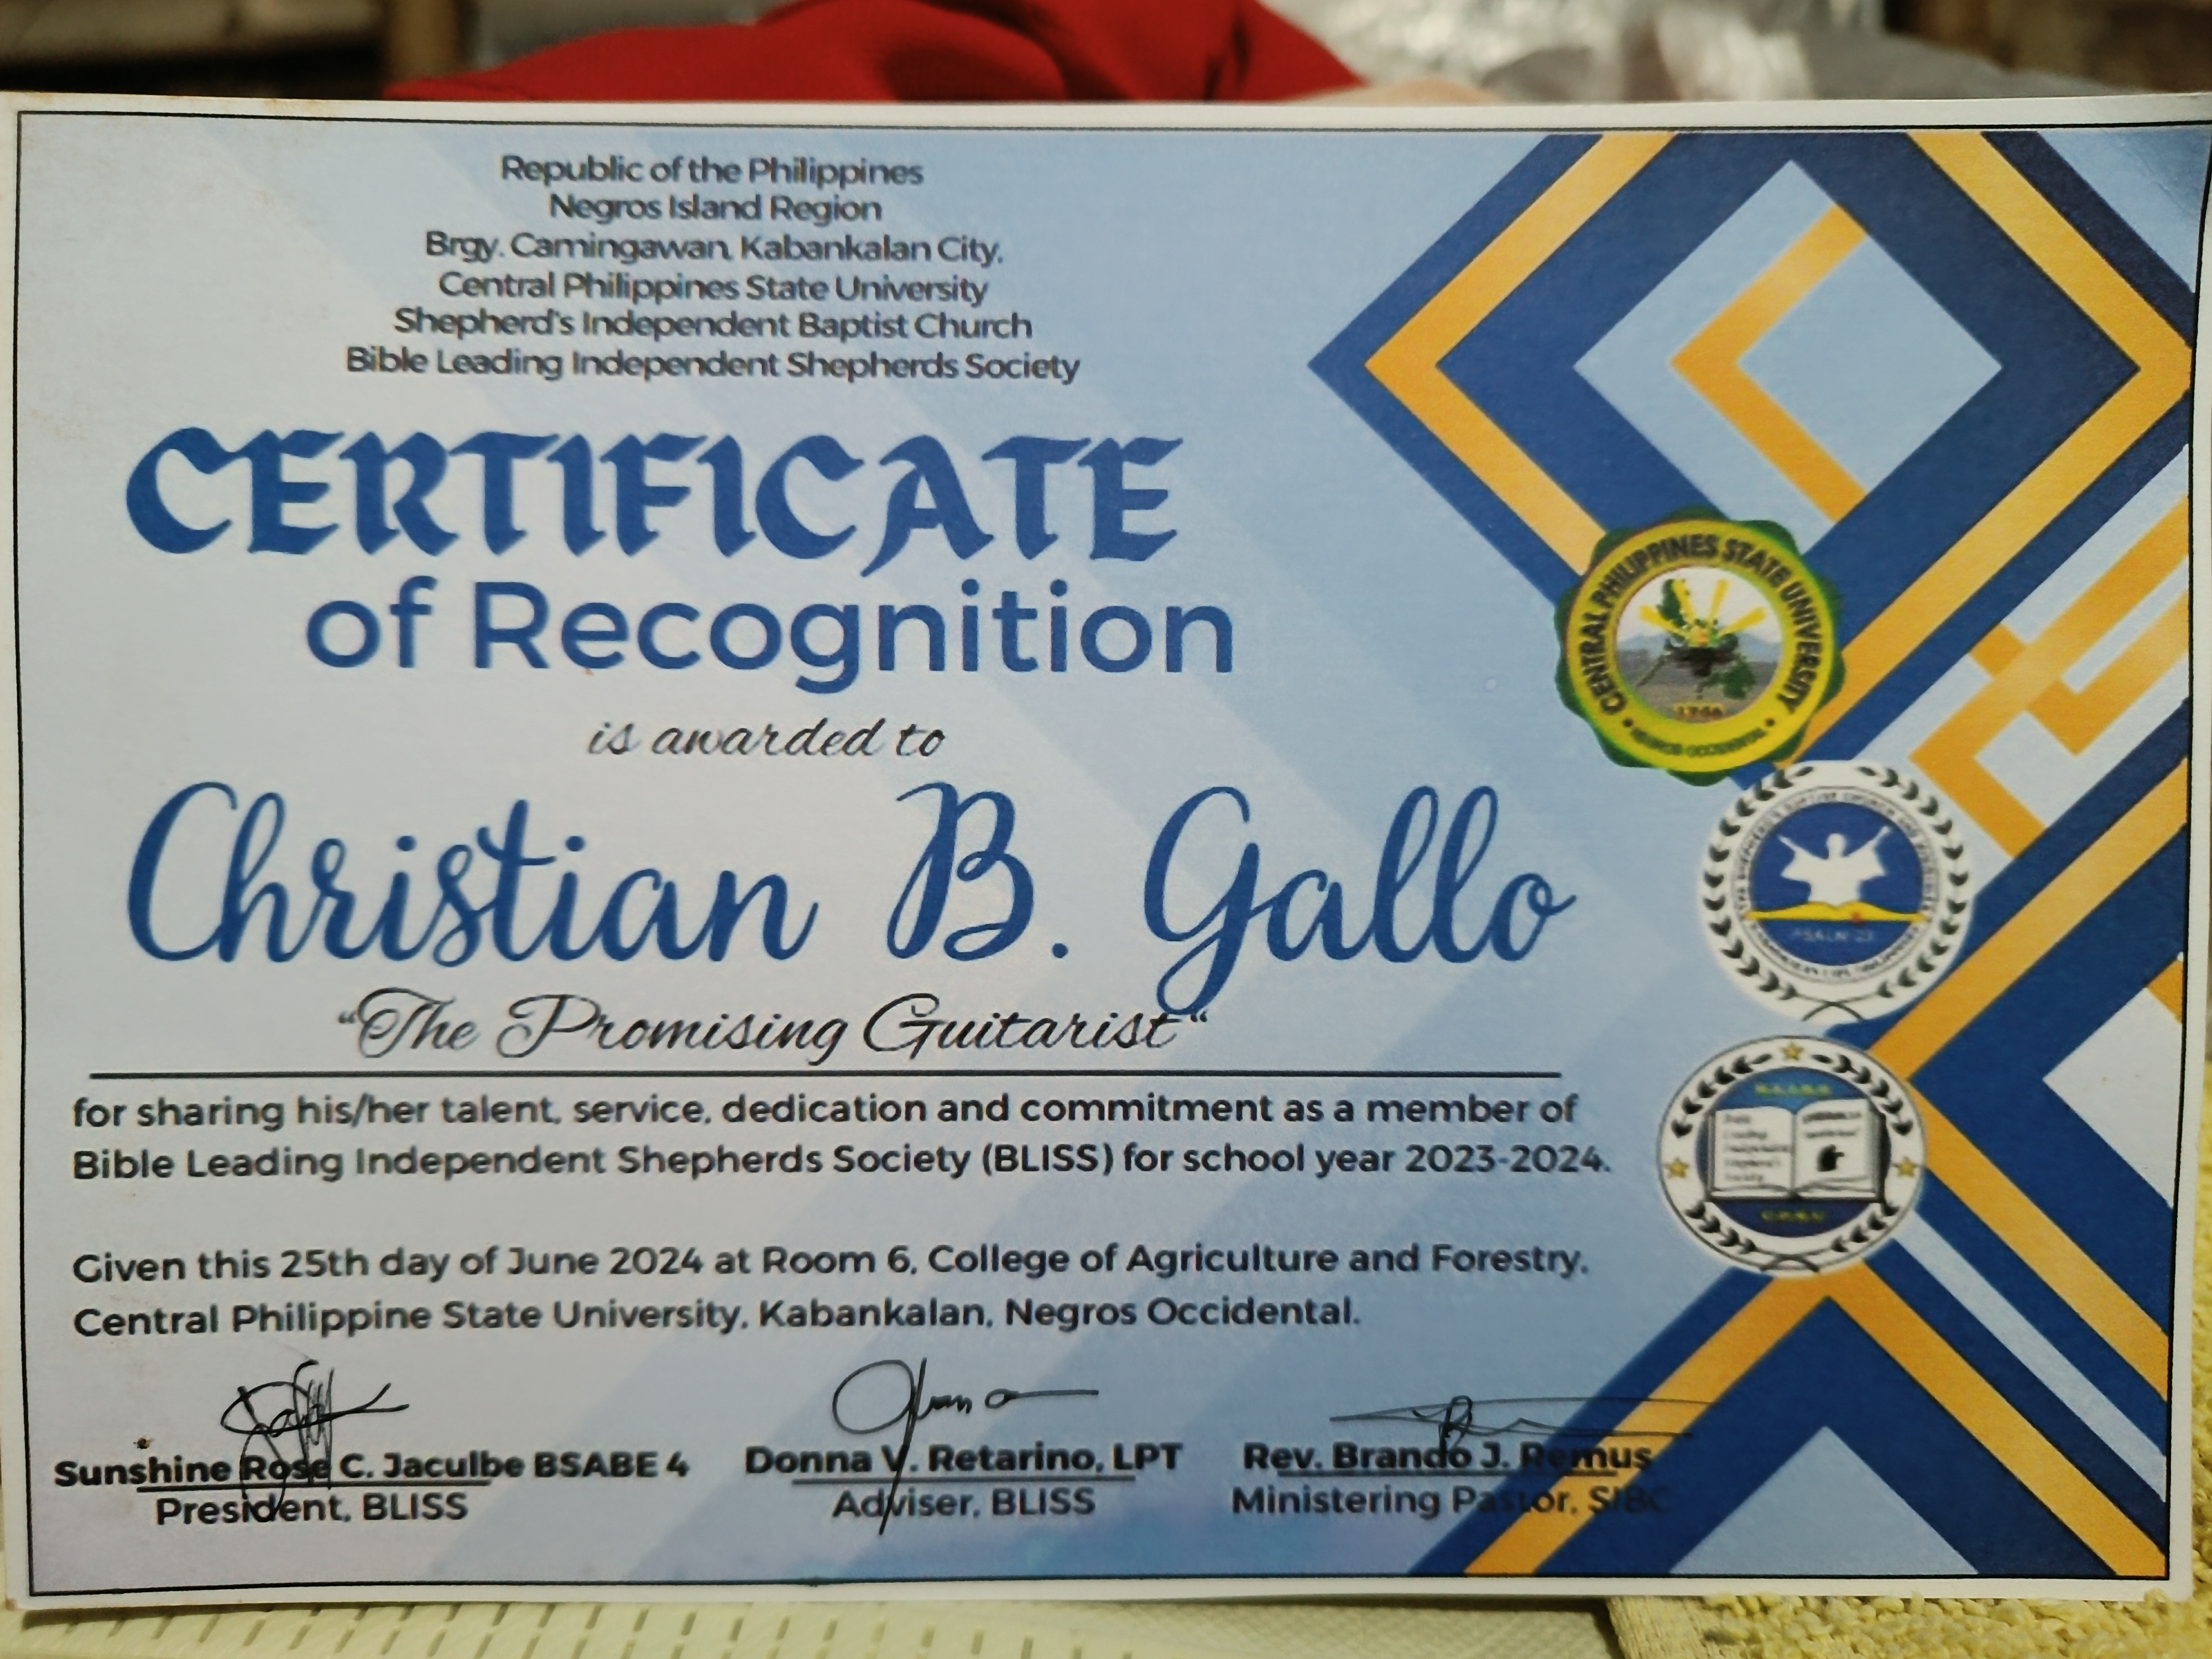 Republic of the Philippines
Negros Island Region
Brgy. Camingawan, Kabankalan City,
Central Philippines State University
Shepherd's Independent Baptist Church
Bible Leading Independent Shepherds Society
CERTIFICATE
of Recognition
is awarded to
Christian B. Gallo
"The Promising Guitarist"
for sharing his/her talent, service, dedication and commitment as a member of
Bible Leading Independent Shepherds Society (BLISS) for school year 2023-2024.
Given this 25th day of June 2024 at Room 6, College of Agriculture and Forestry,
Central Philippine State University, Kabankalan, Negros Occidental.
Sunshine Rose C. Jaculbe BSABE 4
President, BLISS
Donna V. Retarino, LPT
Adviser, BLISS
Rev. Brando J. Remus
Ministering Pastor, SIBC
CENTRAL PHILIPPINES STATE UNIVERSITY
NEGROS OCCIDENTAL
PSALM 23